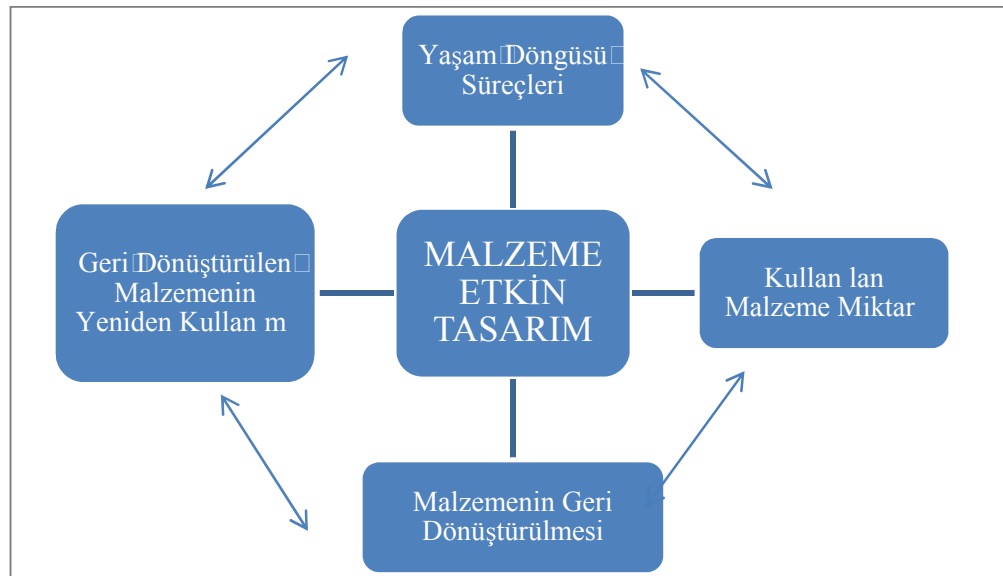 Yaşam Döngüsü
Süreçleri
Geri Dönüştürülen
Malzemenin
Yeniden Kullan m
MALZEME
ETKİN
TASARIM
Kullan lan
Malzeme Miktar
Malzemenin Geri
Dönüştürülmesi